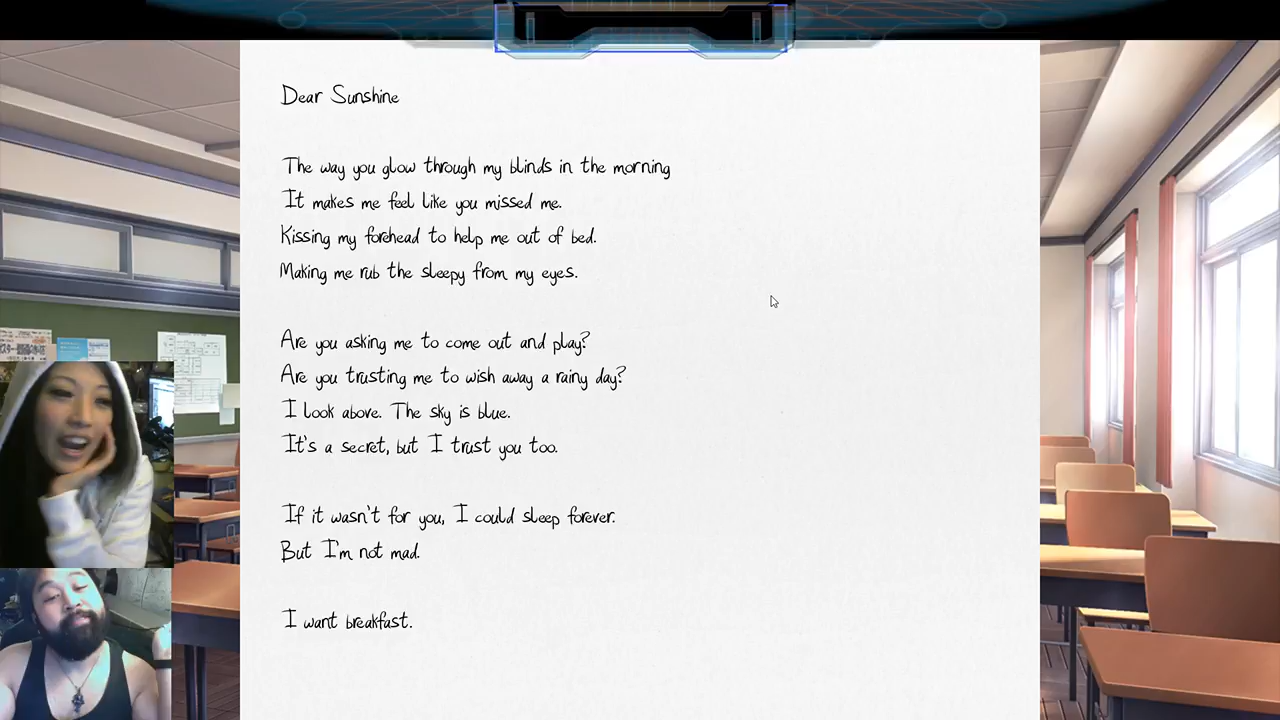 Dear Sunshine
The way you glow through my blinds in the morning
It makes me feel like you missed me.
Kissing my forehead to help me out of bed.
Making me rub the sleepy from my eyes.
Are you asking me to come out and play?
Are you trusting me to wish away a rainy day?
I look above. The sky is blue.
It's a secret, but I trust you too.
If it wasn't for you, I could sleep forever.
But I'm not mad.
I want breakfast.